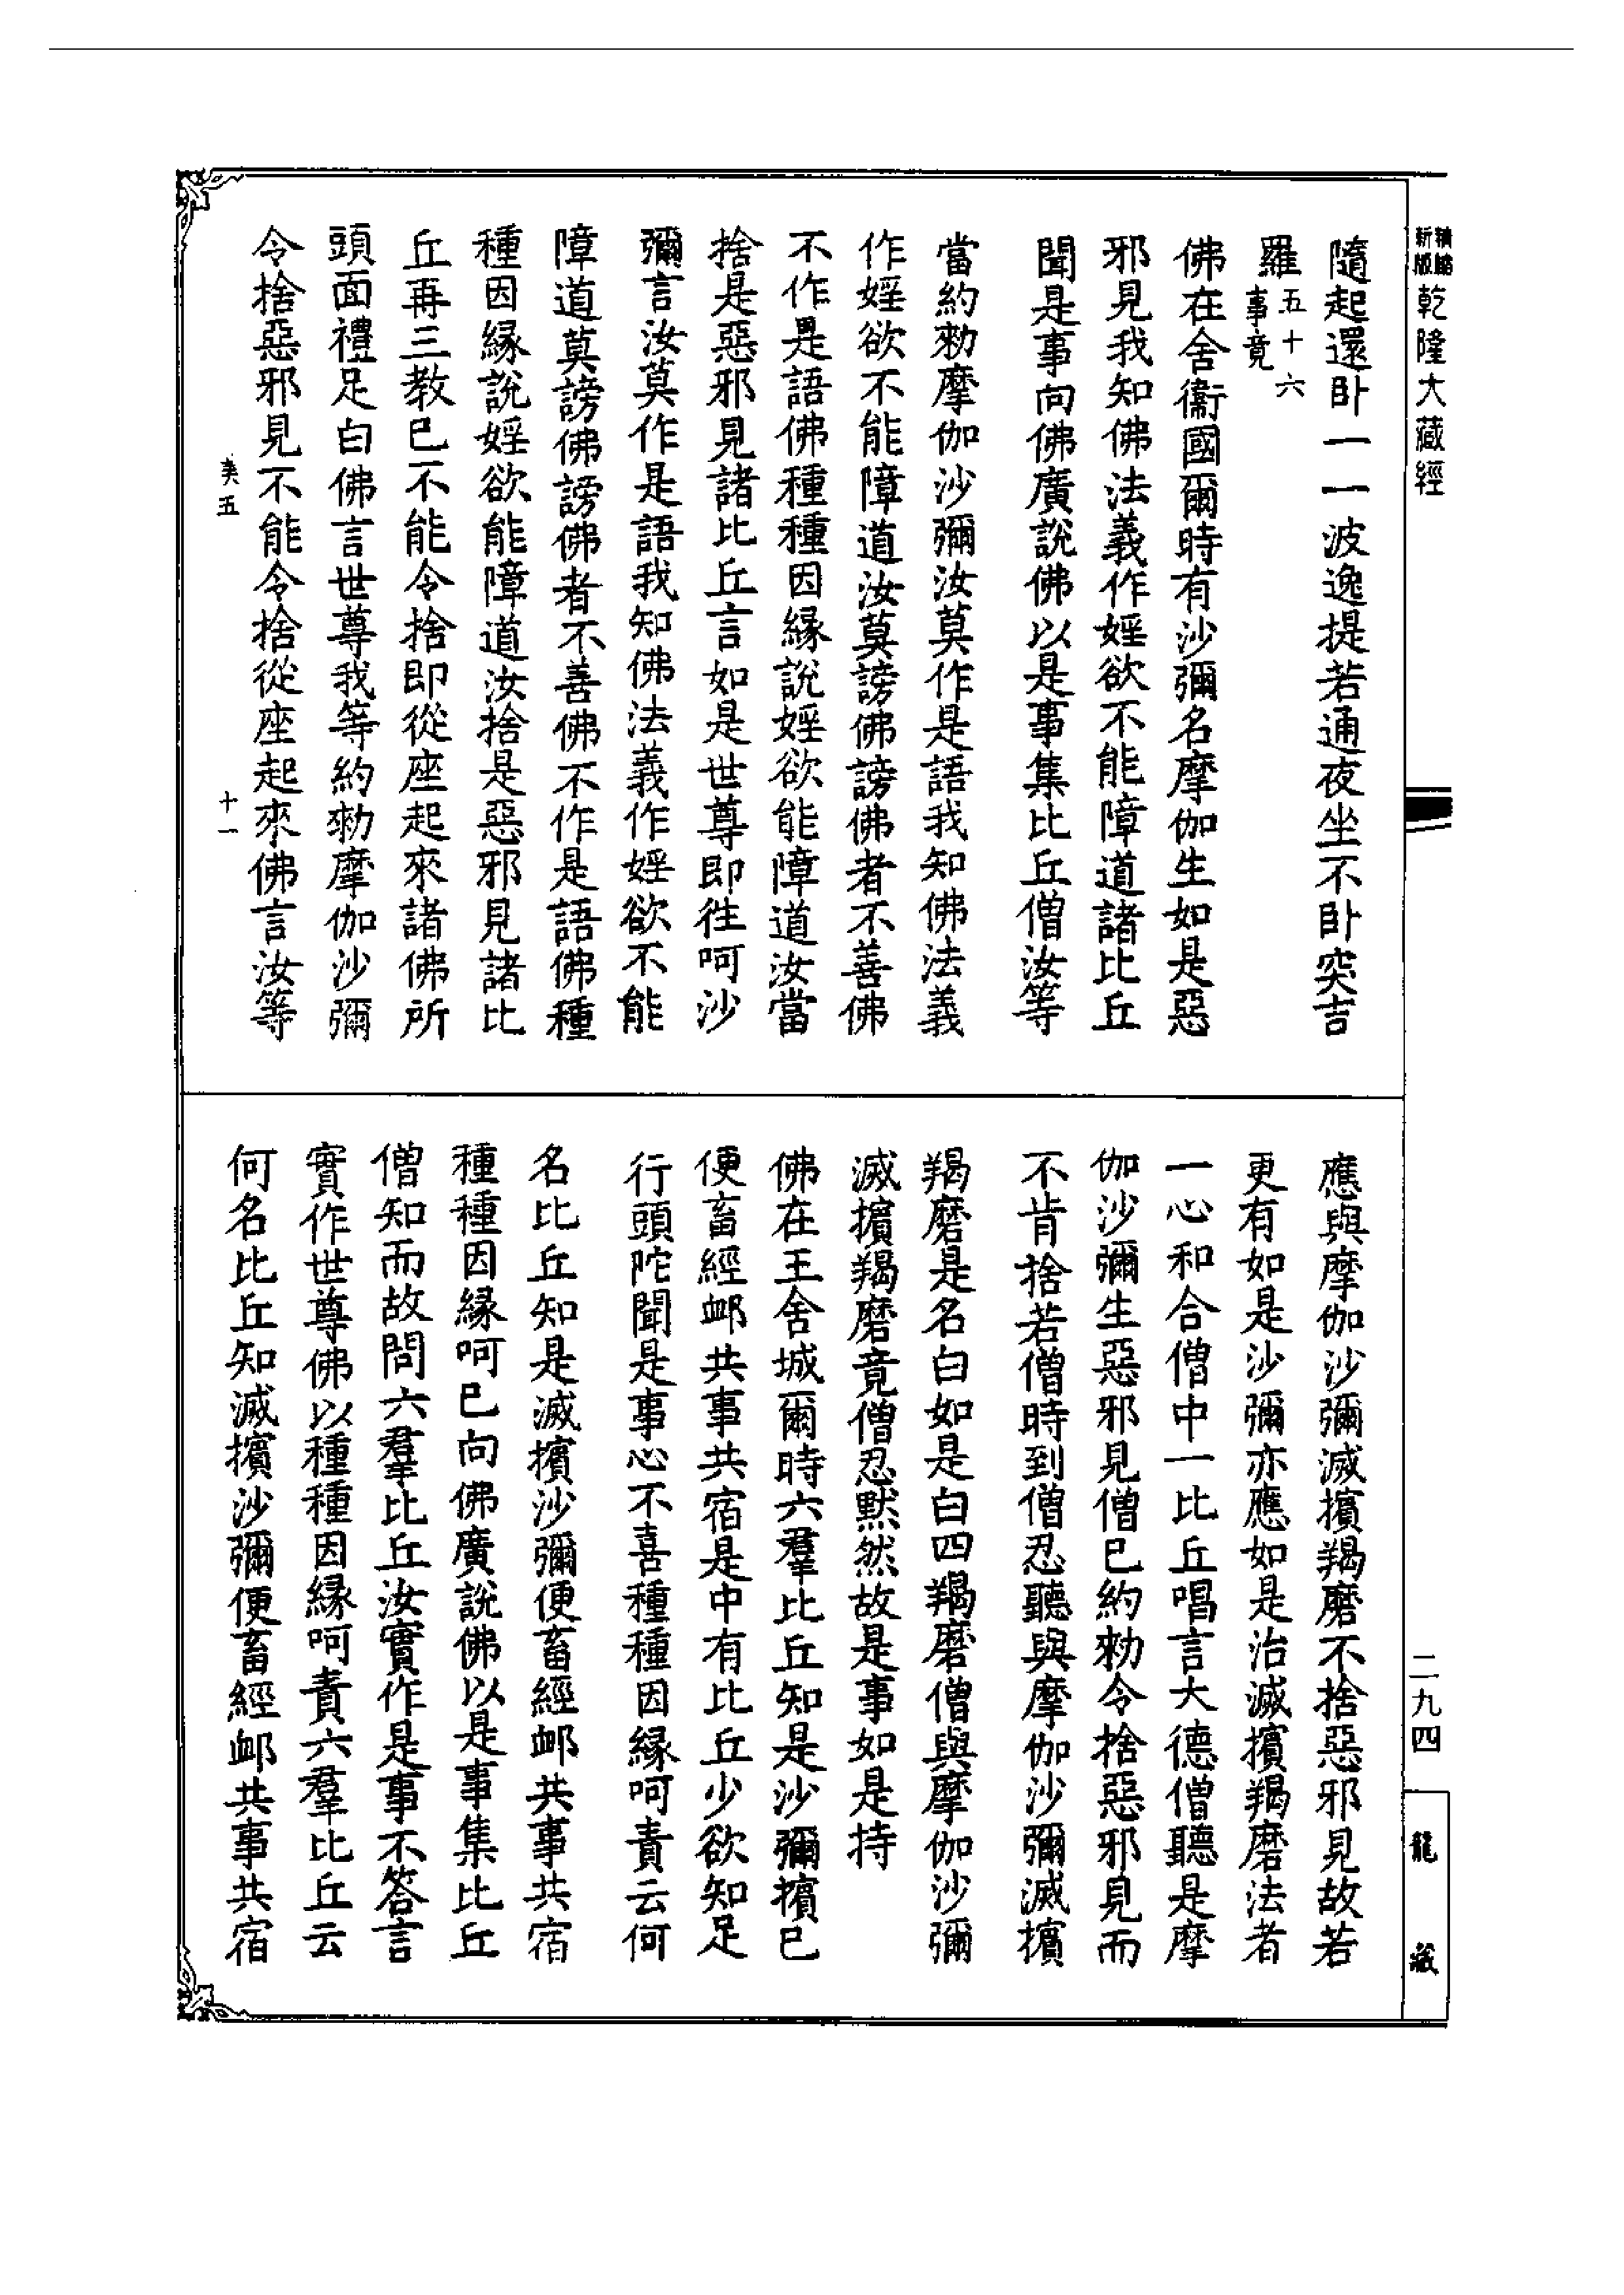 新版
精縮
乾隆大藏經
隨起還卧一一波逸提若通夜坐不卧突吉
羅
五十六
事竟
佛在舍衞國爾時有沙彌名摩伽生如是惡
邪見我知佛法義作婬欲不能障道諸比丘
聞是事向佛廣說佛以是事集比丘僧汝等
當約勑摩伽沙彌汝莫作是語我知佛法義
作婬欲不能障道汝莫謗佛謗佛者不善佛
不作是語佛種種因緣說婬欲能障道汝當
捨是惡邪見諸比丘言如是世尊即往呵沙
彌言汝莫作是語我知佛法義作婬欲不能
障道莫謗佛謗佛者不善佛不作是語佛種
種因緣說婬欲能障道汝捨是惡邪見諸比
丘再三教已不能令捨即從座起來諸佛所
頭面禮足白佛言世尊我等約勑摩伽沙彌
令捨惡邪見不能令捨從座起來佛言汝等
美五
十一
應與摩伽沙彌滅擯羯磨不捨惡邪見故若
更有如是沙彌亦應如是治滅擯羯磨法者
一心和合僧中一比丘唱言大德僧聽是摩
伽沙彌生惡邪見僧已約勑令捨惡邪見而
不肯捨若僧時到僧忍聽與摩伽沙彌滅擯
羯磨是名白如是白四羯磨僧與摩伽沙彌
滅擯羯磨竟僧忍默然故是事如是持
佛在王舍城爾時六羣比丘知是沙彌擯已
便畜經䘏共事共宿是中有比丘少欲知足
行頭陀聞是事心不喜種種因緣呵責云何
名比丘知是滅擯沙彌便畜經䘏共事共宿
種種因緣呵已向佛廣說佛以是事集比丘
僧知而故問六羣比丘汝實作是事不答言
實作世尊佛以種種因緣呵責六羣比丘云
何名比丘知滅擯沙彌便畜經䘏共事共宿
二九四
龍藏